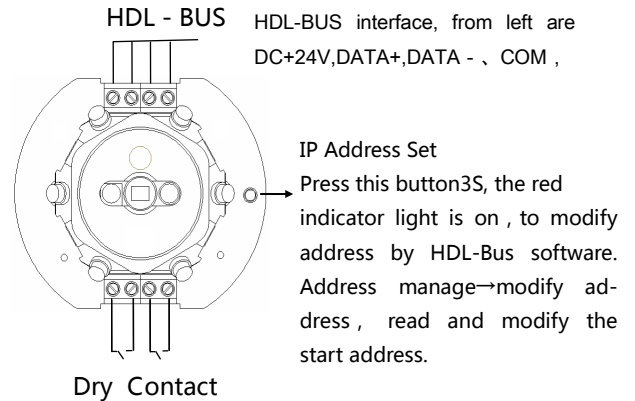 HDL - BUS
HDL-BUS interface, from left are
DC+24V,DATA+,DATA - 、COM ,
IP Address Set
Press this button3S, the red
indicator light is on , to modify
address by HDL-Bus software.
Address manage→modify ad-
dress , read and modify the
start address.
Dry Contact